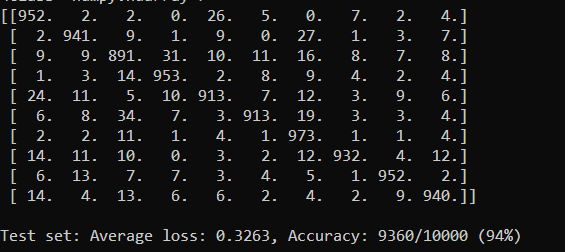 [[952. 2. 2. 0. 26. 5. 0. 7. 2. 4.]
[ 2. 941. 9. 1. 9. 0. 27. 1. 3. 7.]
[ 9. 9. 891. 31. 10. 11. 16. 8. 7. 8.]
[ 1. 3. 14. 953. 2. 8. 9. 4. 2. 4.]
[ 24. 11. 5. 10. 913. 7. 12. 3. 9. 6.]
[ 6. 8. 34. 7. 3. 913. 19. 3. 3. 4.]
[ 2. 2. 11. 1. 4. 1. 973. 1. 1. 4.]
[ 14. 11. 10. 0. 3. 2. 12. 932. 4. 12.]
[ 6. 13. 7. 7. 3. 4. 5. 1. 952. 2.]
[ 14. 4. 13. 6. 6. 2. 4. 2. 9. 940.]]
Test set: Average loss: 0.3263, Accuracy: 9360/10000 (94%)